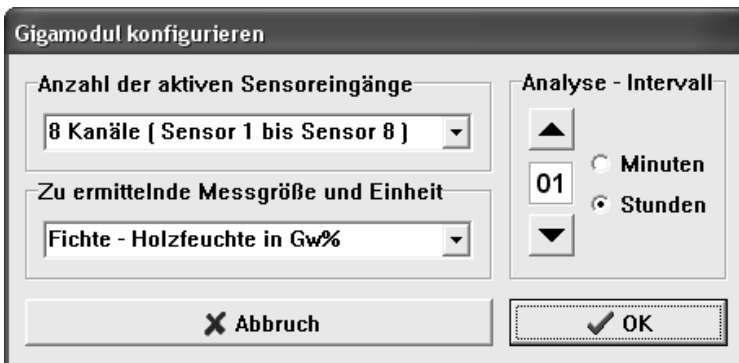 Gigamodul konfigurieren
Anzahl der aktiven Sensoreingänge
8 Kanäle ( Sensor 1 bis Sensor 8 )
Zu ermittelnde Messgröße und Einheit
Fichte - Holzfeuchte in Gw%
Analyse - Intervall
01
Minuten
Stunden
Abbruch
OK